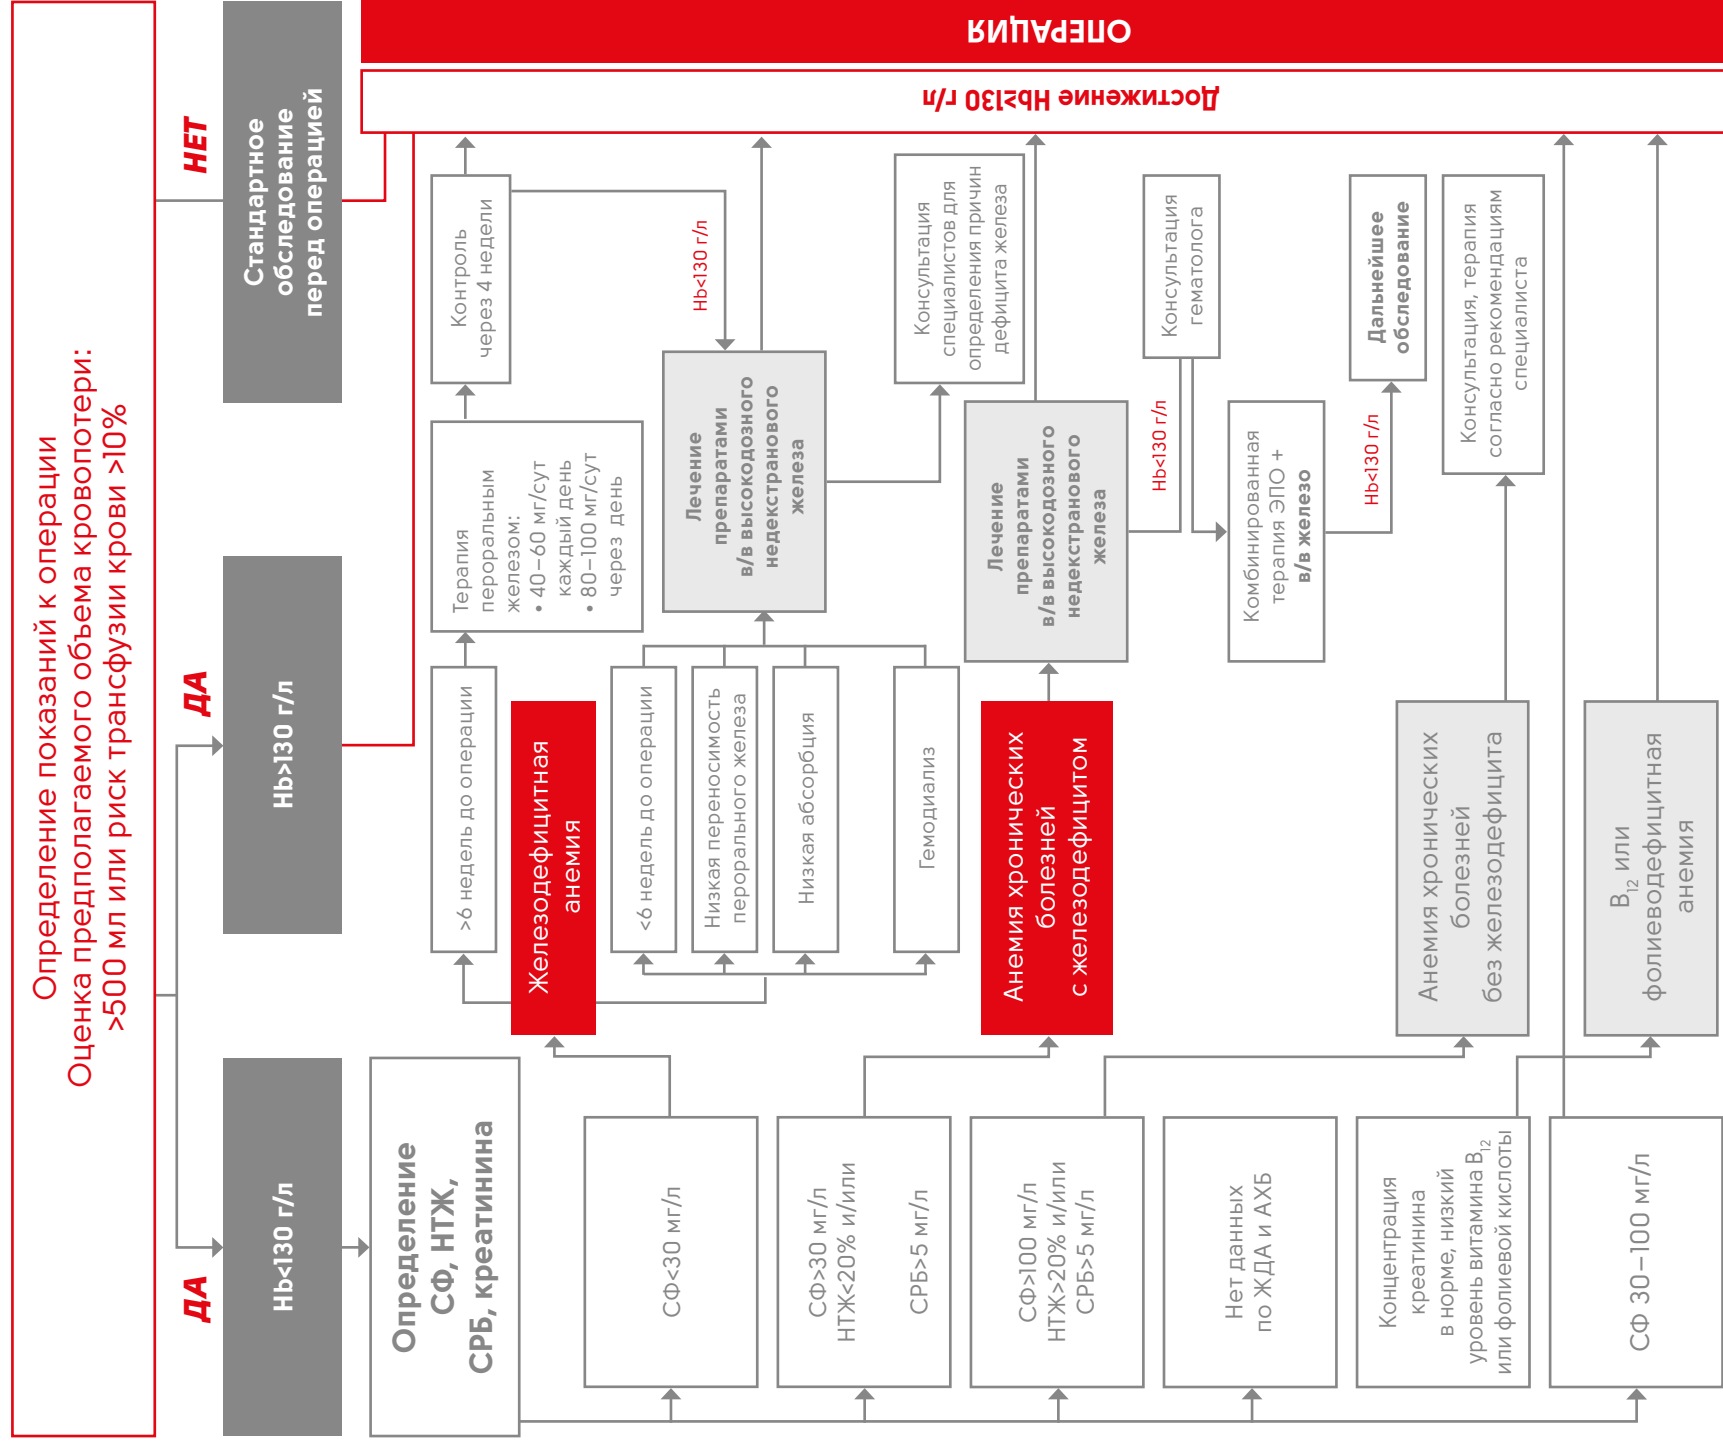 Определение показаний к операции
Оценка предполагаемого объема кровопотери:
>500 мл или риск трансфузии крови >10%
ДА
ДА
НЕТ
Hb<130 г/л
Hb>130 г/л
Стандартное
обследование
перед операцией
Определение
СФ, НТЖ,
СРБ, креатинина
СФ<30 мг/л
СФ>30 мг/л
НТЖ<20% и/или
СРБ>5 мг/л
СФ>100 мг/л
НТЖ>20% и/или
СРБ>5 мг/л
Нет данных
по ЖДА и АХБ
Концентрация
креатинина
в норме, низкий
уровень витамина B12
или фолиевой кислоты
СФ 30–100 мг/л
Железодефицитная
анемия
>6 недель до операции
<6 недель до операции
Низкая переносимость
перорального железа
Низкая абсорбция
Гемодиализ
Анемия хронических
болезней
с железодефицитом
Анемия хронических
болезней
без железодефицита
B12 или
фолиеводефицитная
анемия
Терапия
пероральным
железом:
• 40–60 мг/сут
каждый день
• 80–100 мг/сут
через день
Контроль
через 4 недели
Hb<130 г/л
Лечение
препаратами
в/в высокодозного
недекстранового
железа
Консультация
специалистов для
определения причин
дефицита железа
Лечение
препаратами
в/в высокодозного
недекстранового
железа
Hb<130 г/л
Консультация
гематолога
Комбинированная
терапия ЭПО +
в/в железо
Hb<130 г/л
Дальнейшее
обследование
Консультация, терапия
согласно рекомендациям
специалиста
Достижение Hb≥130 г/л
ОПЕРАЦИЯ